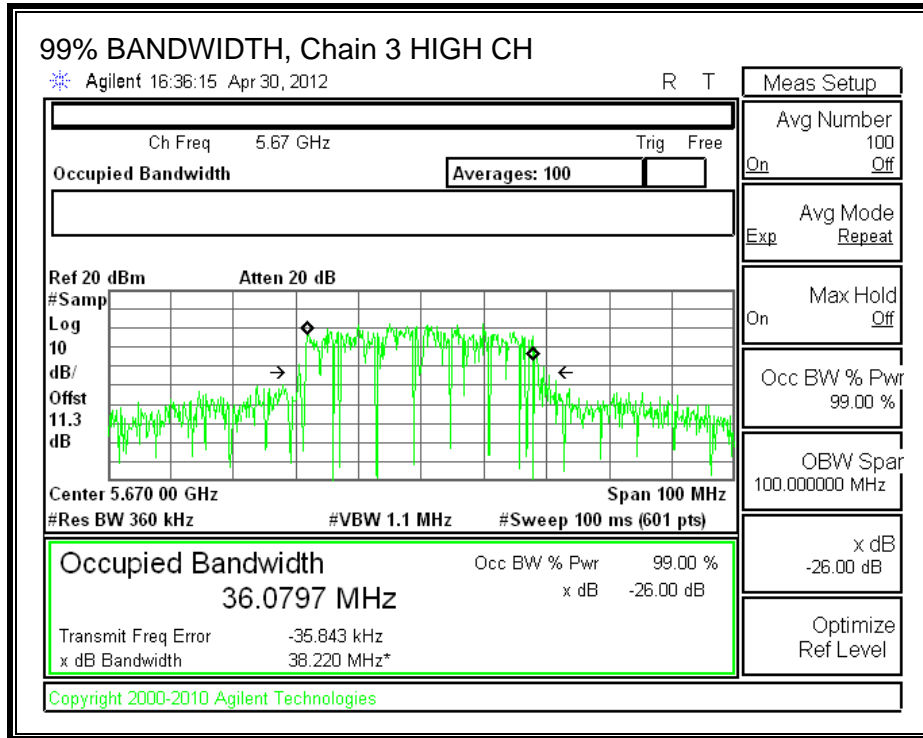 99% BANDWIDTH, Chain 3 HIGH CH
Agilent 16:36:15 Apr 30, 2012 R T
Ch Freq 5.67 GHz Trig Free
Occupied Bandwidth Averages: 100
Ref 20 dBm Atten 20 dB
#Samp
Log
10
dB/
Offst
11.3
dB
Center 5.670 00 GHz Span 100 MHz
#Res BW 360 kHz #VBW 1.1 MHz #Sweep 100 ms (601 pts)
Occupied Bandwidth Occ BW % Pwr 99.00 %
36.0797 MHz x dB -26.00 dB
Transmit Freq Error -35.843 kHz
x dB Bandwidth 38.220 MHz*
Copyright 2000-2010 Agilent Technologies
Meas Setup
Avg Number
100
On Off
Avg Mode
Exp Repeat
Max Hold
On Off
Occ BW % Pwr
99.00 %
OBW Span
100.000000 MHz
x dB
-26.00 dB
Optimize
Ref Level